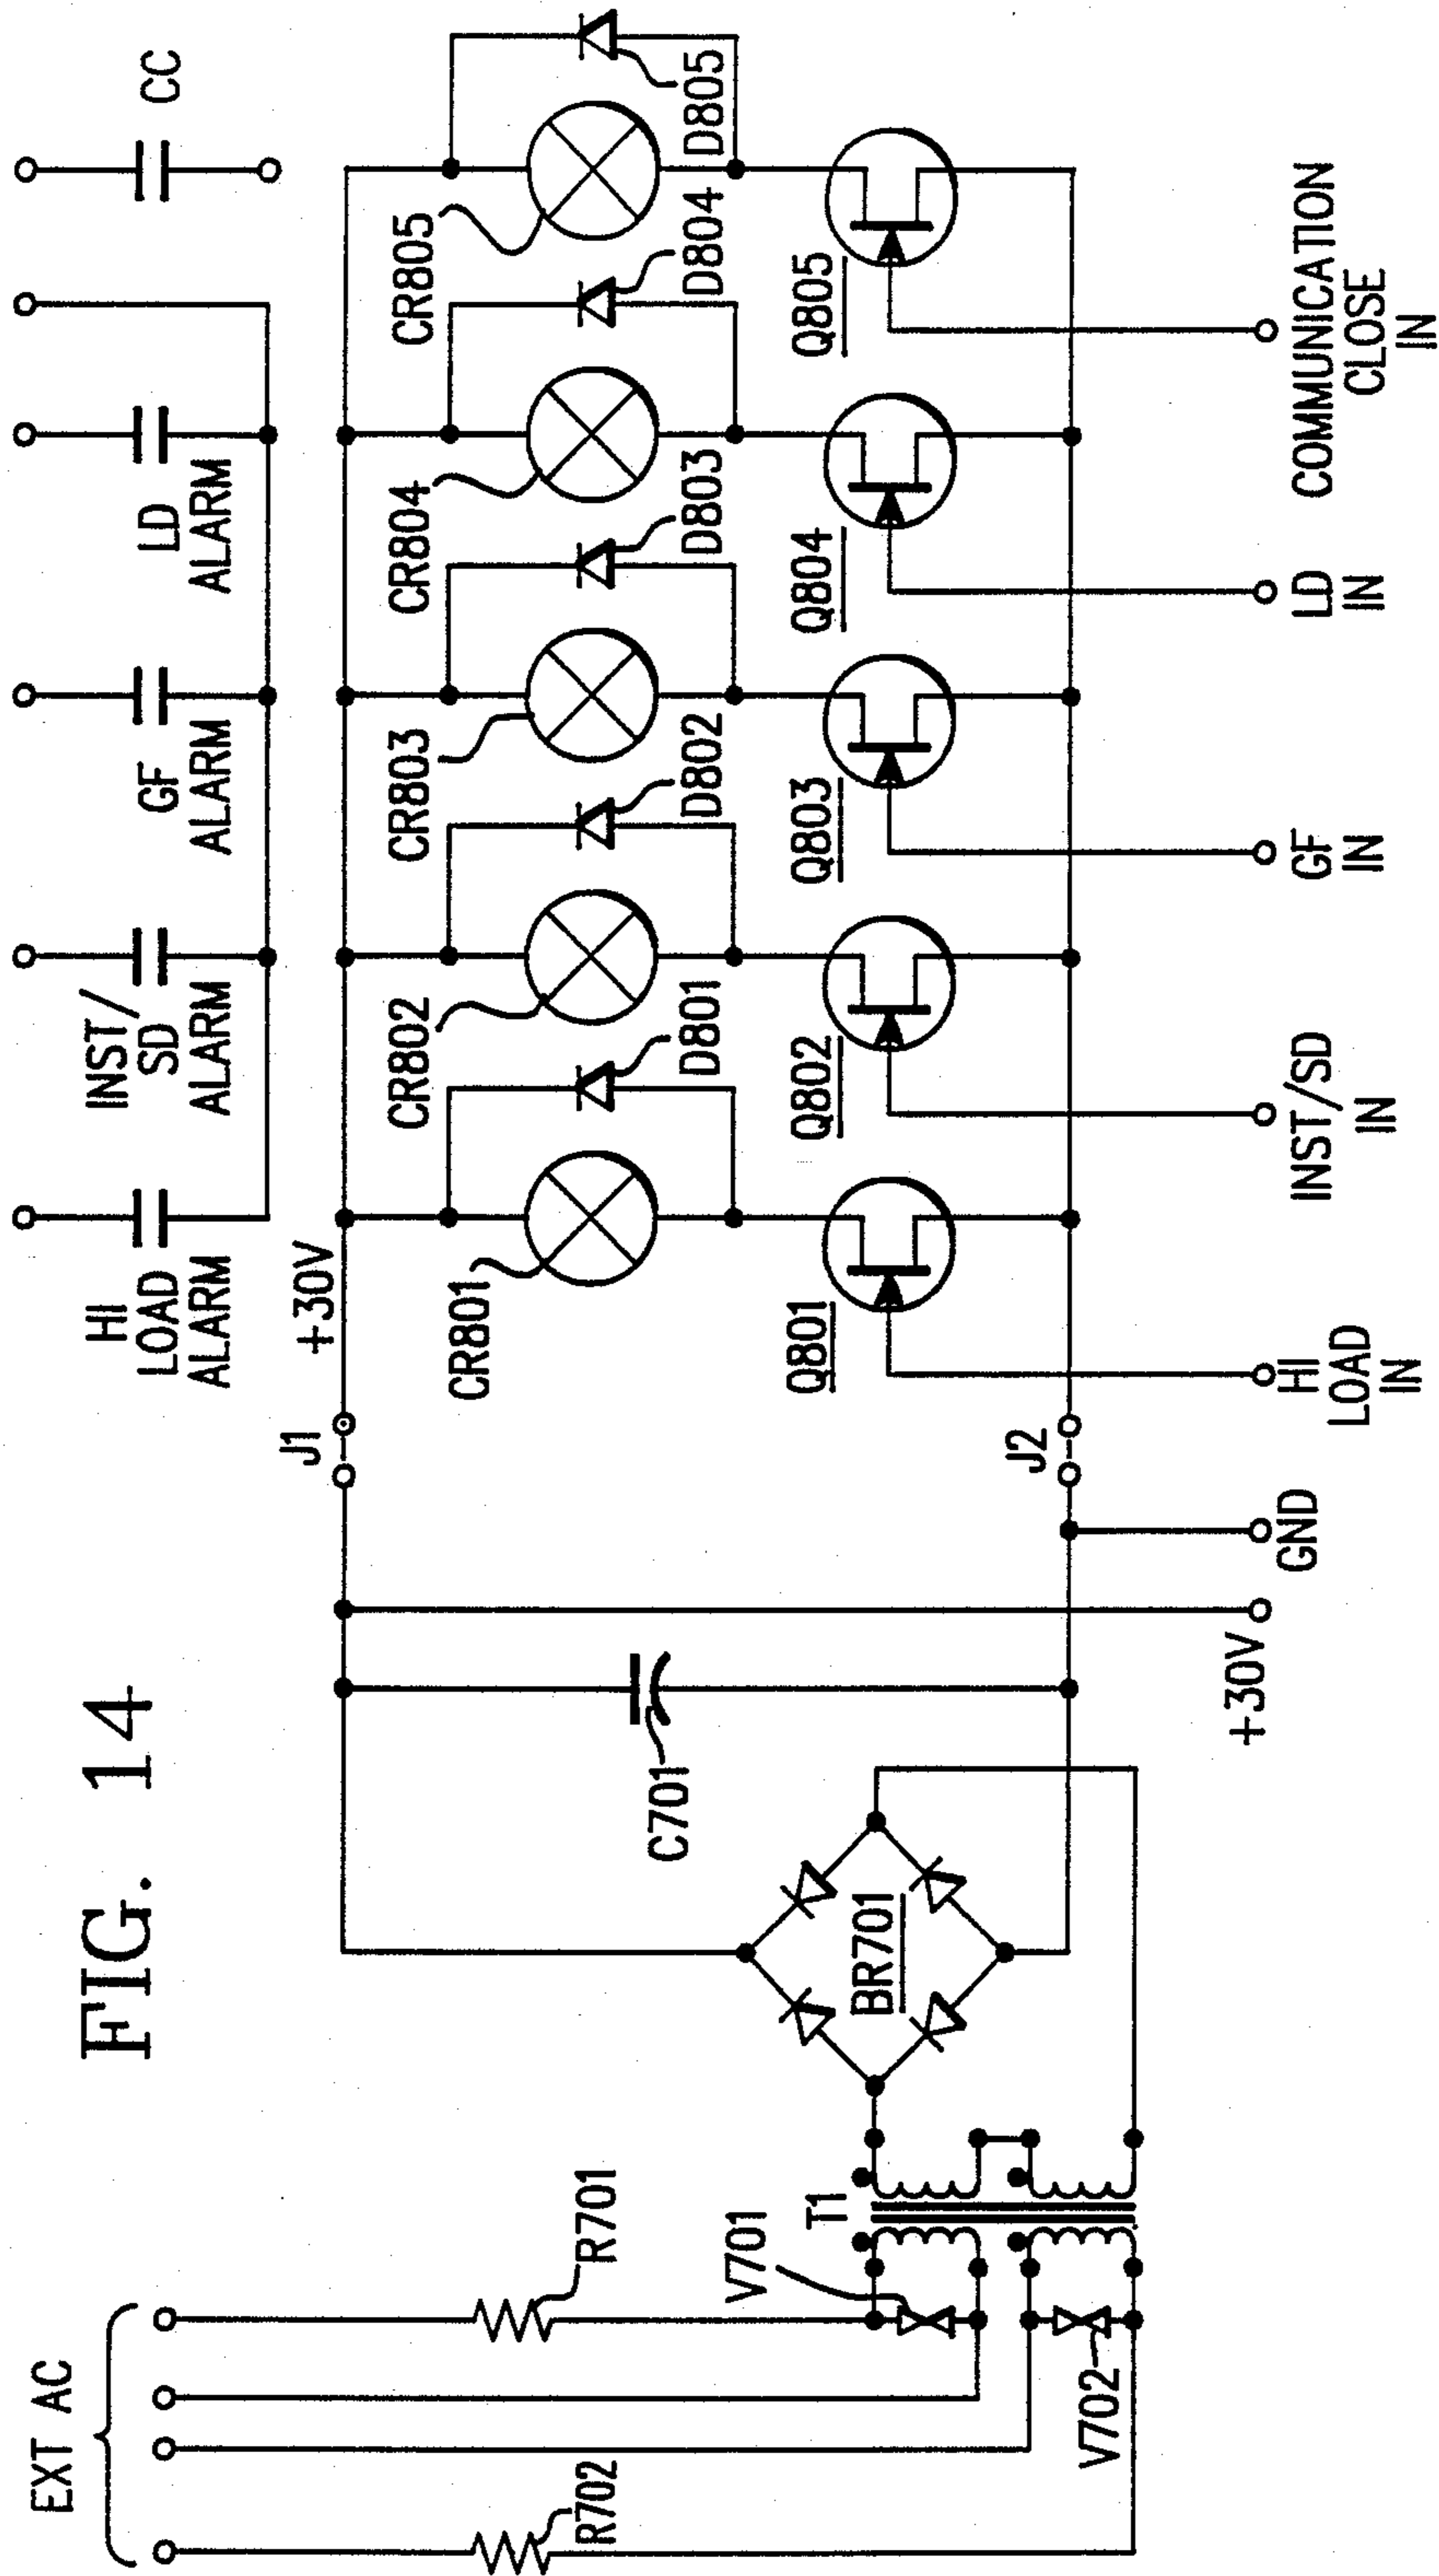 FIG. 14
EXT AC
R702
R701
V701
V702
T1
BR701
C701
+30V
GND
J1
J2
+30V
HI
LOAD
ALARM
INST/
SD
ALARM
GF
ALARM
LD
ALARM
CC
CR801
D801
CR802
D802
CR803
D803
CR804
D804
CR805
D805
Q801
Q802
Q803
Q804
Q805
HI
LOAD
IN
INST/SD
IN
GF
IN
LD
IN
COMMUNICATION
CLOSE
IN